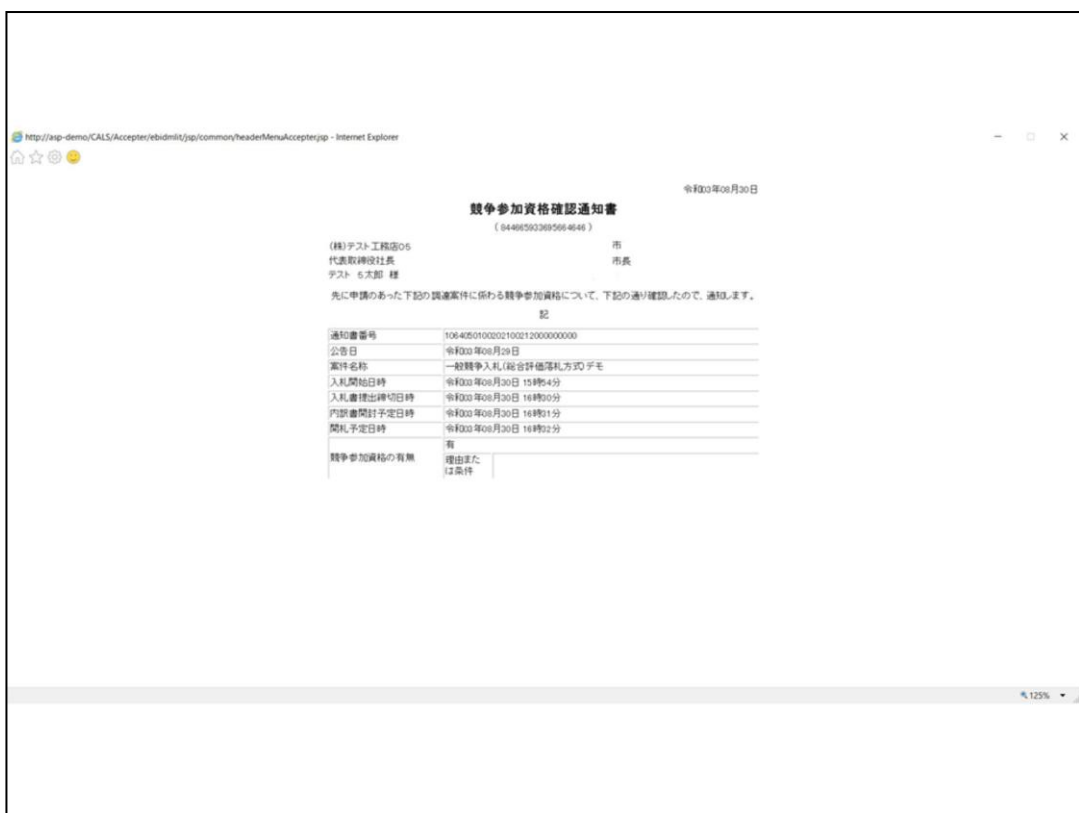 http://asp-demo/CALS/Accepter/ebidmlit/jsp/common/headerMenuAccepter.jsp - Internet Explorer
令和03年08月30日
競争参加資格確認通知書
(844665933695664646)
(株)テスト工務店05 市
代表取締役社長 市長
テスト 5太郎 様
先に申請のあった下記の調達案件に係わる競争参加資格について、下記の通り確認したので、通知します。
記
通知書番号 1064050100202100212000000000
公告日 令和03年08月29日
案件名称 一般競争入札(総合評価落札方式)デモ
入札開始日時 令和03年08月30日 15時54分
入札書提出締切日時 令和03年08月30日 16時00分
内訳書開封予定日時 令和03年08月30日 16時01分
開札予定日時 令和03年08月30日 16時02分
競争参加資格の有無 有
理由また
は条件
125%